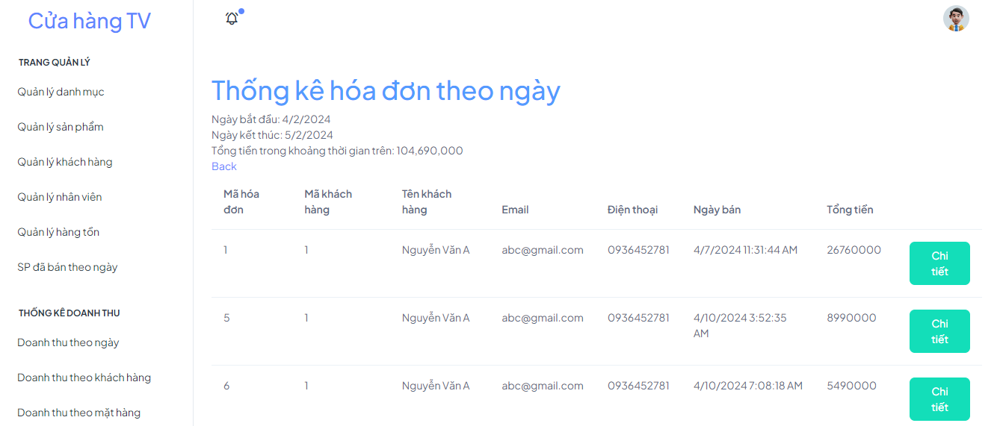 Cửa hàng TV
TRANG QUẢN LÝ
Quản lý danh mục
Quản lý sản phẩm
Quản lý khách hàng
Quản lý nhân viên
Quản lý hàng tồn
SP đã bán theo ngày
THỐNG KÊ DOANH THU
Doanh thu theo ngày
Doanh thu theo khách hàng
Doanh thu theo mặt hàng
Thống kê hóa đơn theo ngày
Ngày bắt đầu: 4/2/2024
Ngày kết thúc: 5/2/2024
Tổng tiền trong khoảng thời gian trên: 104,690,000
Back
Mã hóa đơn Mã khách hàng Tên khách hàng Email Điện thoại Ngày bán Tổng tiền
1 1 Nguyễn Văn A abc@gmail.com 0936452781 4/7/2024 11:31:44 AM 26760000 Chi tiết
5 1 Nguyễn Văn A abc@gmail.com 0936452781 4/10/2024 3:52:35 AM 8990000 Chi tiết
6 1 Nguyễn Văn A abc@gmail.com 0936452781 4/10/2024 7:08:18 AM 5490000 Chi tiết